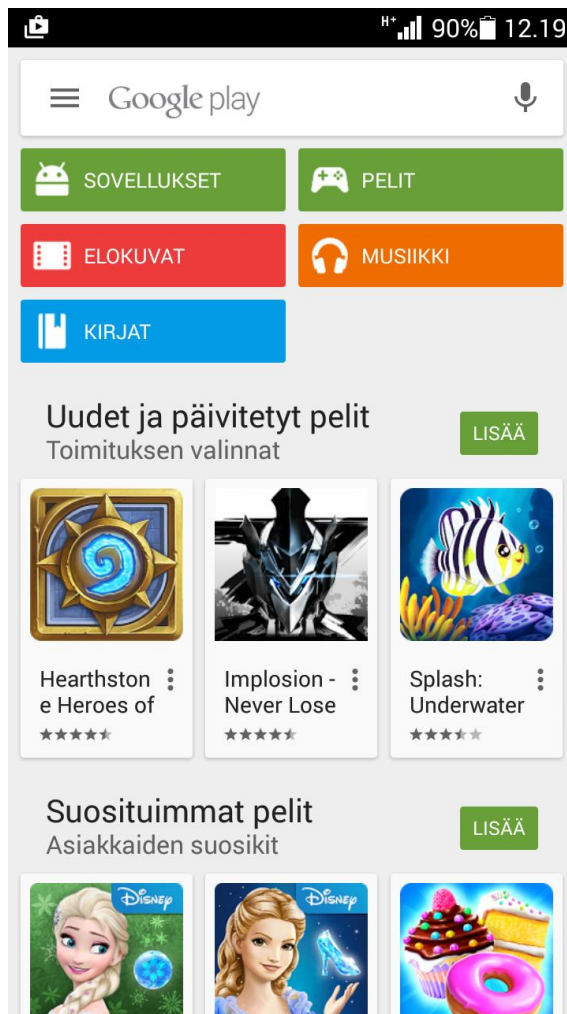 H+ 90% 12.19
Google play
SOVELLUKSET
PELIT
ELOKUVAT
MUSIIKKI
KIRJAT
Uudet ja päivitetyt pelit
Toimituksen valinnat
LISÄÄ
Hearthston
e Heroes of
Implosion -
Never Lose
Splash:
Underwater
Suosituimmat pelit
Asiakkaiden suosikit
LISÄÄ
Disney
Disney